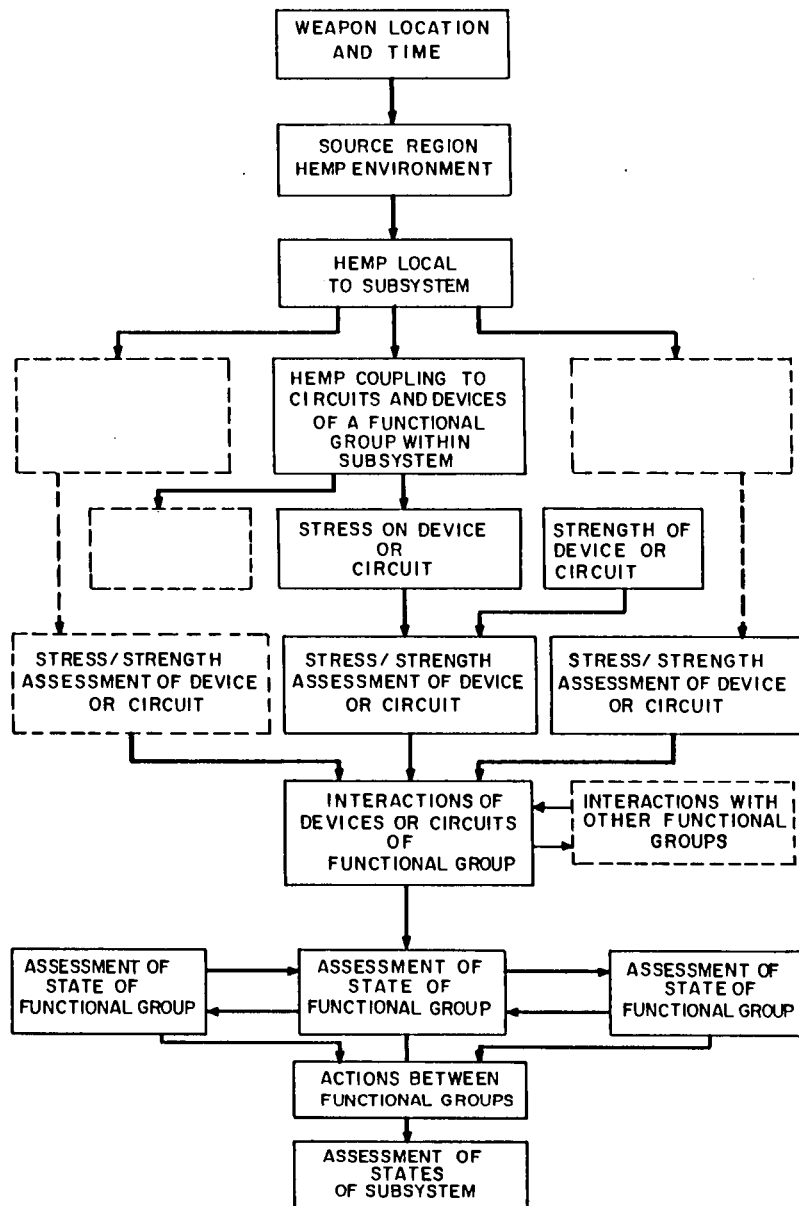 WEAPON LOCATION
AND TIME
SOURCE REGION
HEMP ENVIRONMENT
HEMP LOCAL
TO SUBSYSTEM
HEMP COUPLING TO
CIRCUITS AND DEVICES
OF A FUNCTIONAL
GROUP WITHIN
SUBSYSTEM
STRESS ON DEVICE
OR
CIRCUIT
STRENGTH OF
DEVICE OR
CIRCUIT
STRESS/STRENGTH
ASSESSMENT OF DEVICE
OR CIRCUIT
STRESS/ STRENGTH
ASSESSMENT OF DEVICE
OR CIRCUIT
STRESS/ STRENGTH
ASSESSMENT OF DEVICE
OR CIRCUIT
INTERACTIONS OF
DEVICES OR CIRCUITS
OF
FUNCTIONAL GROUP
INTERACTIONS WITH
OTHER FUNCTIONAL
GROUPS
ASSESSMENT OF
STATE OF
FUNCTIONAL GROUP
ASSESSMENT OF
STATE OF
FUNCTIONAL GROUP
ASSESSMENT OF
STATE OF
FUNCTIONAL GROUP
ACTIONS BETWEEN
FUNCTIONAL GROUPS
ASSESSMENT OF
STATES
OF SUBSYSTEM